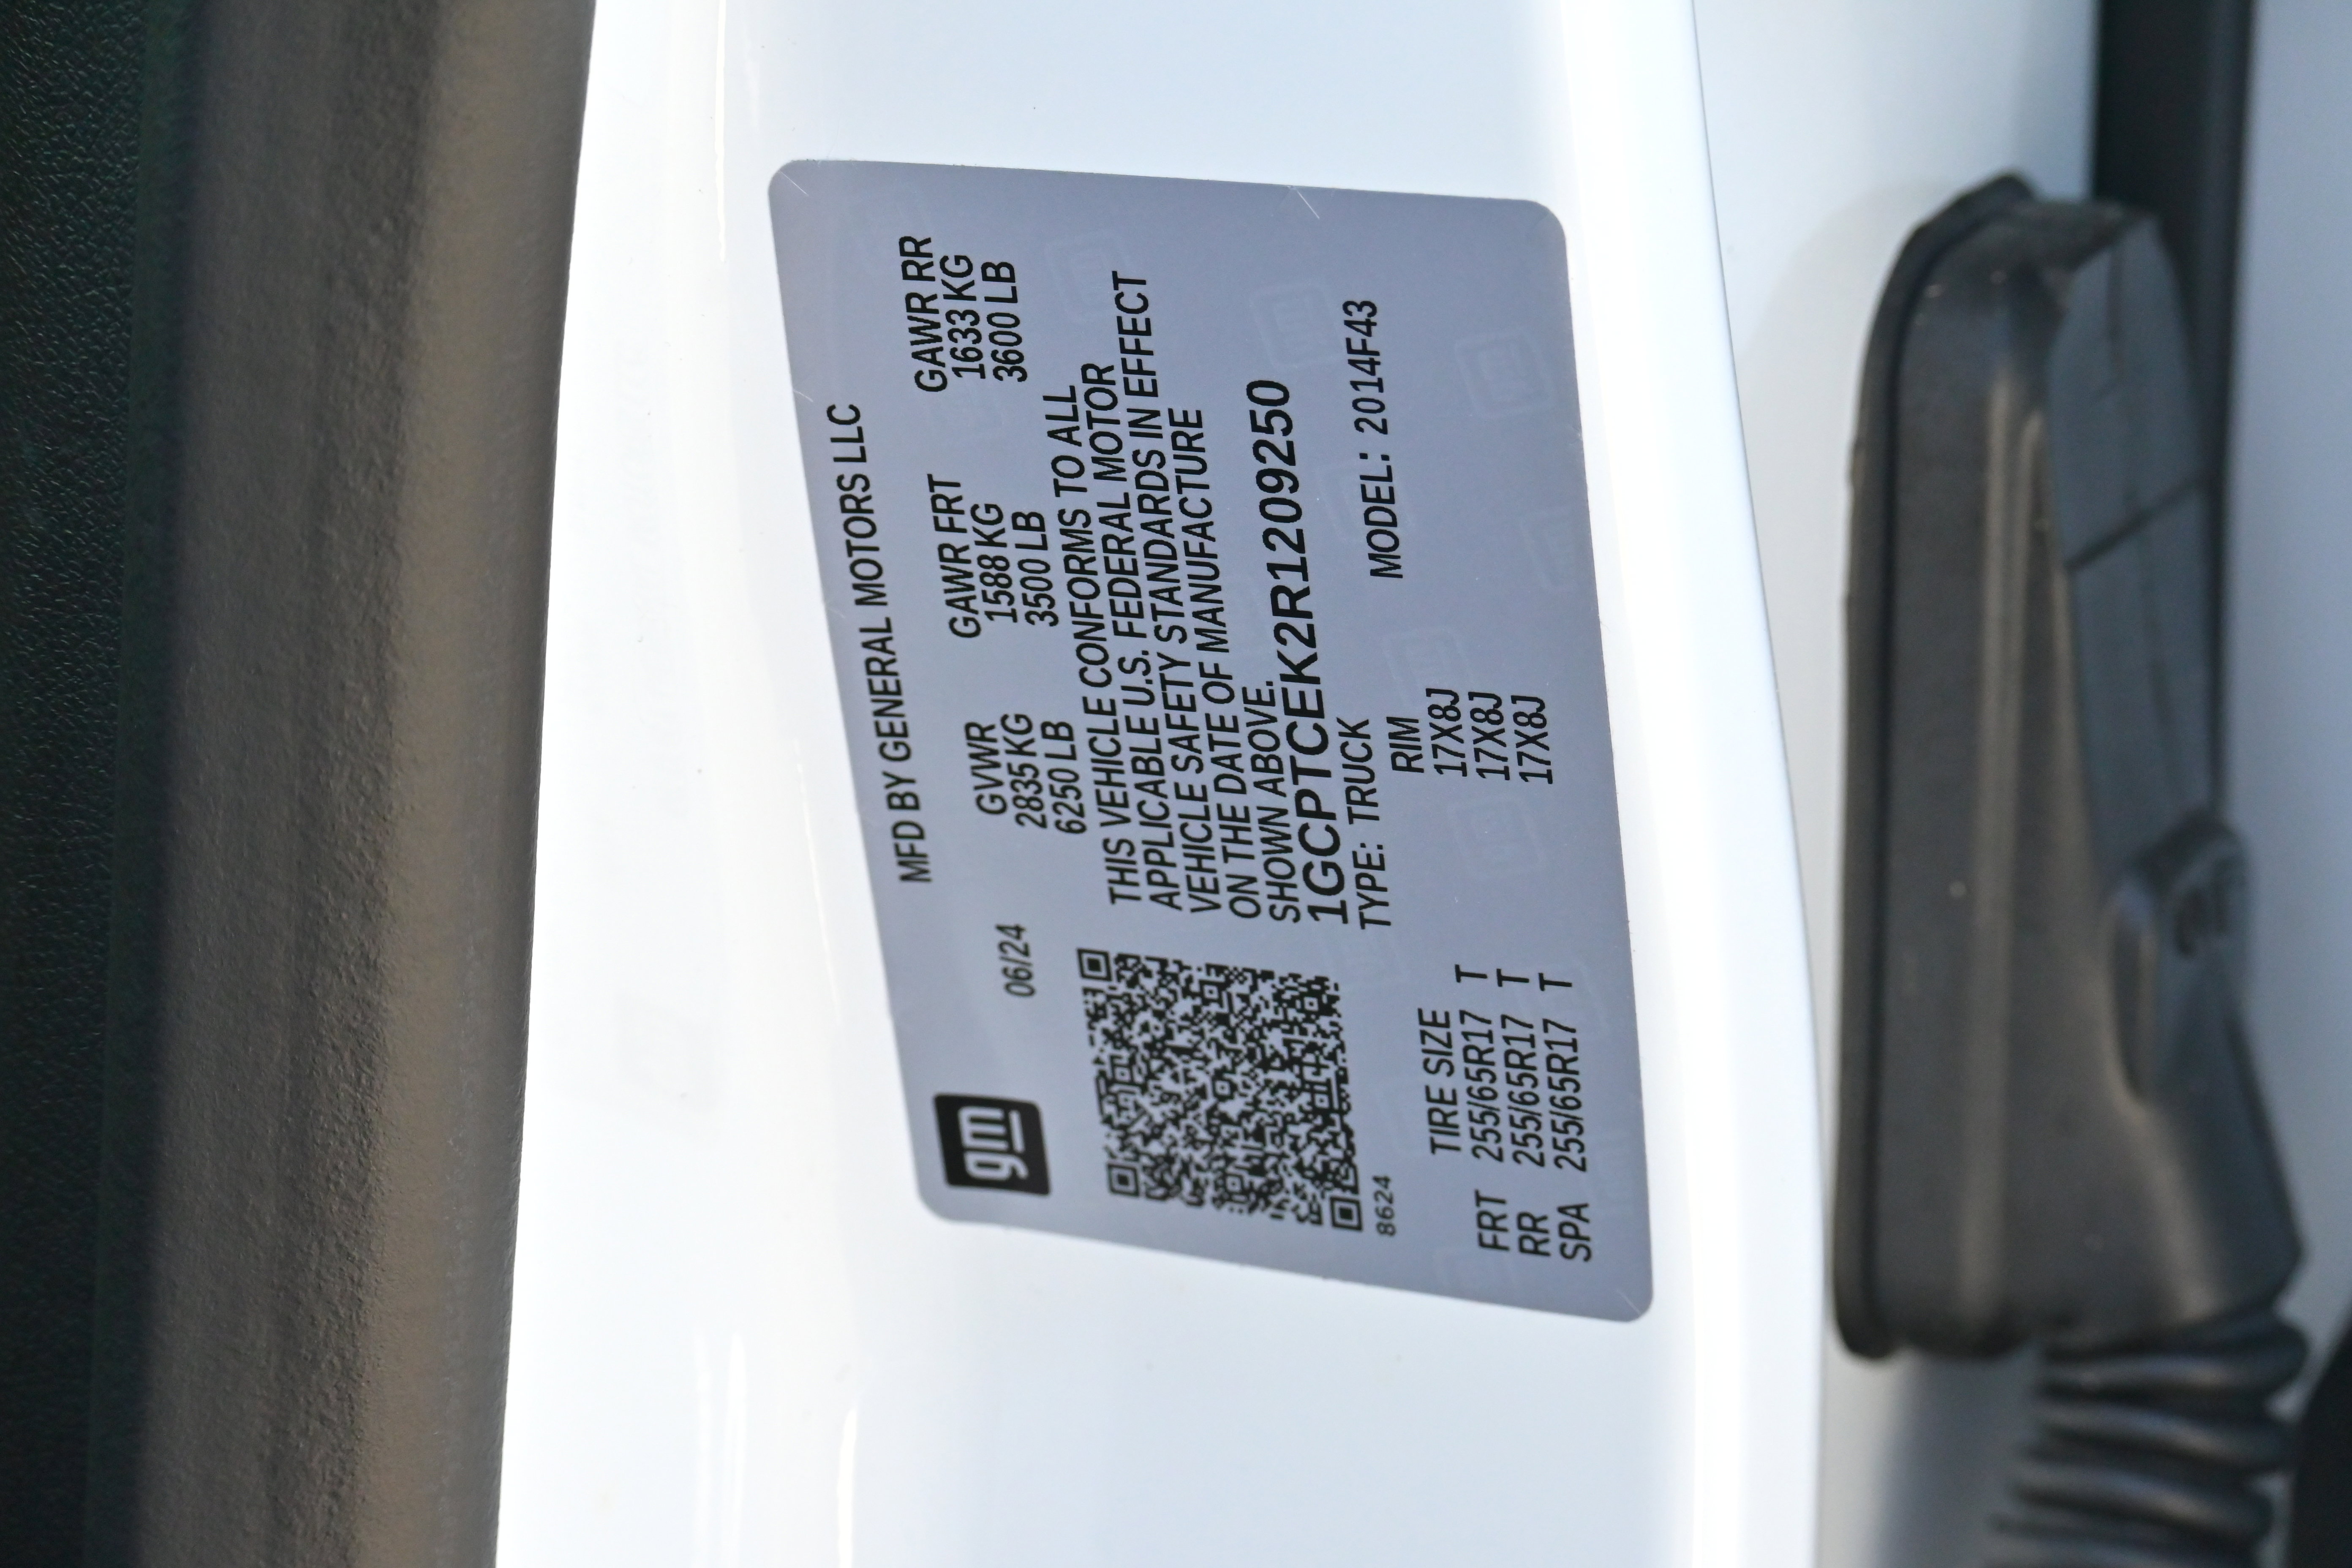 gm
MFD BY GENERAL MOTORS LLC
06/24
GVWR GAWR FRT GAWR RR
2835 KG 1588 KG 1633 KG
6250 LB 3500 LB 3600 LB
THIS VEHICLE CONFORMS TO ALL
APPLICABLE U.S. FEDERAL MOTOR
VEHICLE SAFETY STANDARDS IN EFFECT
ON THE DATE OF MANUFACTURE
SHOWN ABOVE.
1GCPTCEK2R1209250
TYPE: TRUCK MODEL: 2014F43
8624
TIRE SIZE RIM
FRT 255/65R17 T 17X8J
RR 255/65R17 T 17X8J
SPA 255/65R17 T 17X8J